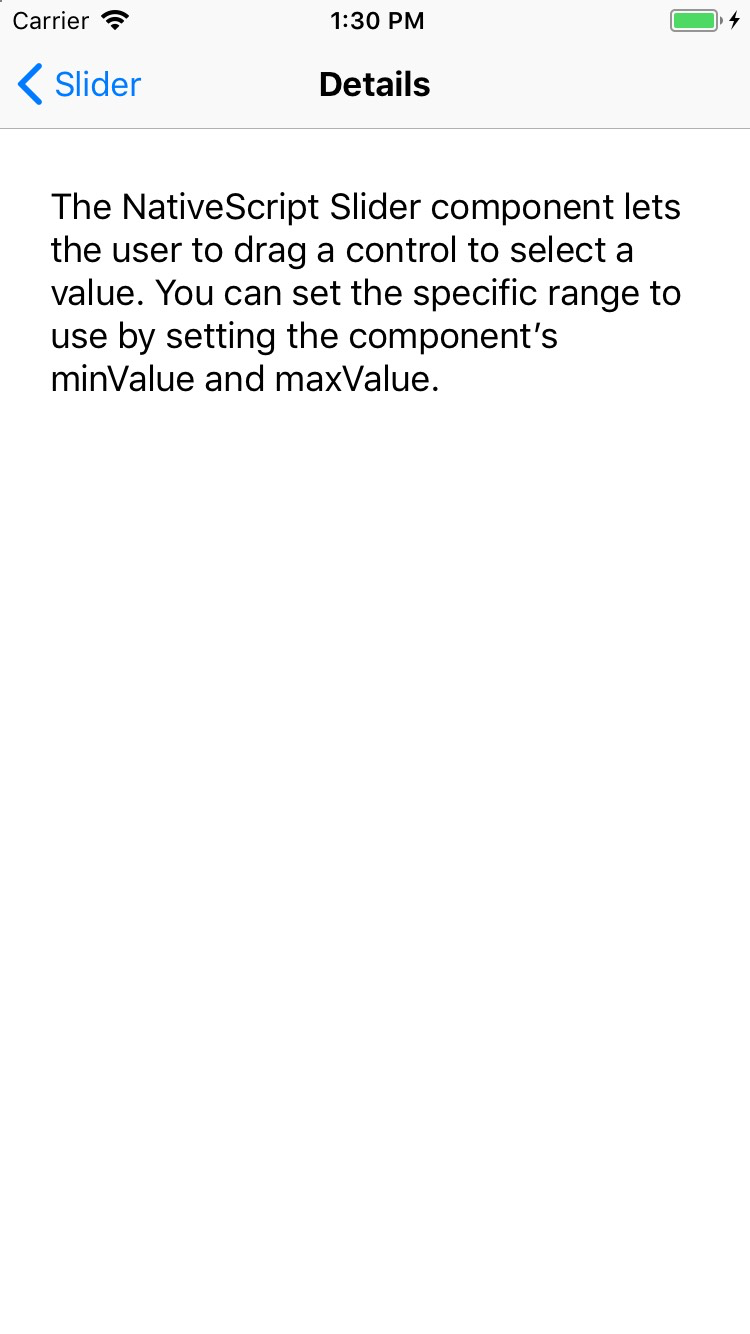 Carrier 1:30 PM
Slider Details
The NativeScript Slider component lets
the user to drag a control to select a
value. You can set the specific range to
use by setting the component’s
minValue and maxValue.